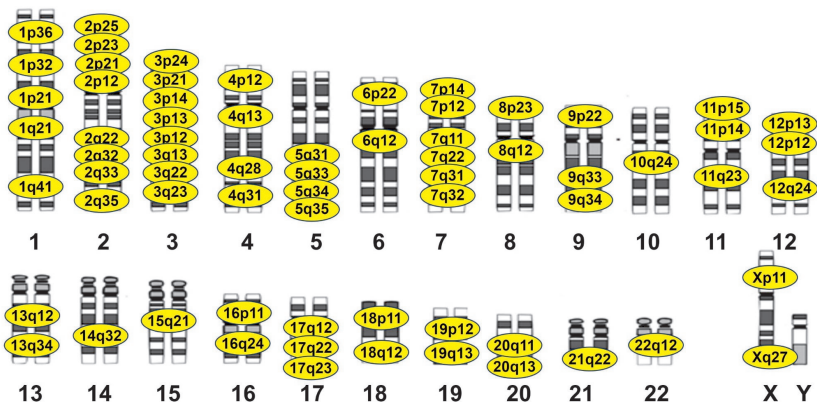 1p36
1p32
1p21
1q21
1q41
1
2p25
2p23
2p21
2p12
2q22
2q32
2q33
2q35
2
3p24
3p21
3p14
3p13
3p12
3q13
3q22
3q23
3
4p12
4q13
4q28
4q31
4
5q31
5q33
5q34
5q35
5
6p22
6q12
6
7p14
7p12
7q11
7q22
7q31
7q32
7
8p23
8q12
8
9p22
9q33
9q34
9
10q24
10
11p15
11p14
11q23
11
12p13
12p12
12q24
12
13q12
13q34
13
14q32
14
15q21
15
16p11
16q24
16
17q12
17q22
17q23
17
18p11
18q12
18
19p12
19q13
19
20q11
20q13
20
21q22
21
22q12
22
Xp11
Xq27
X
Y